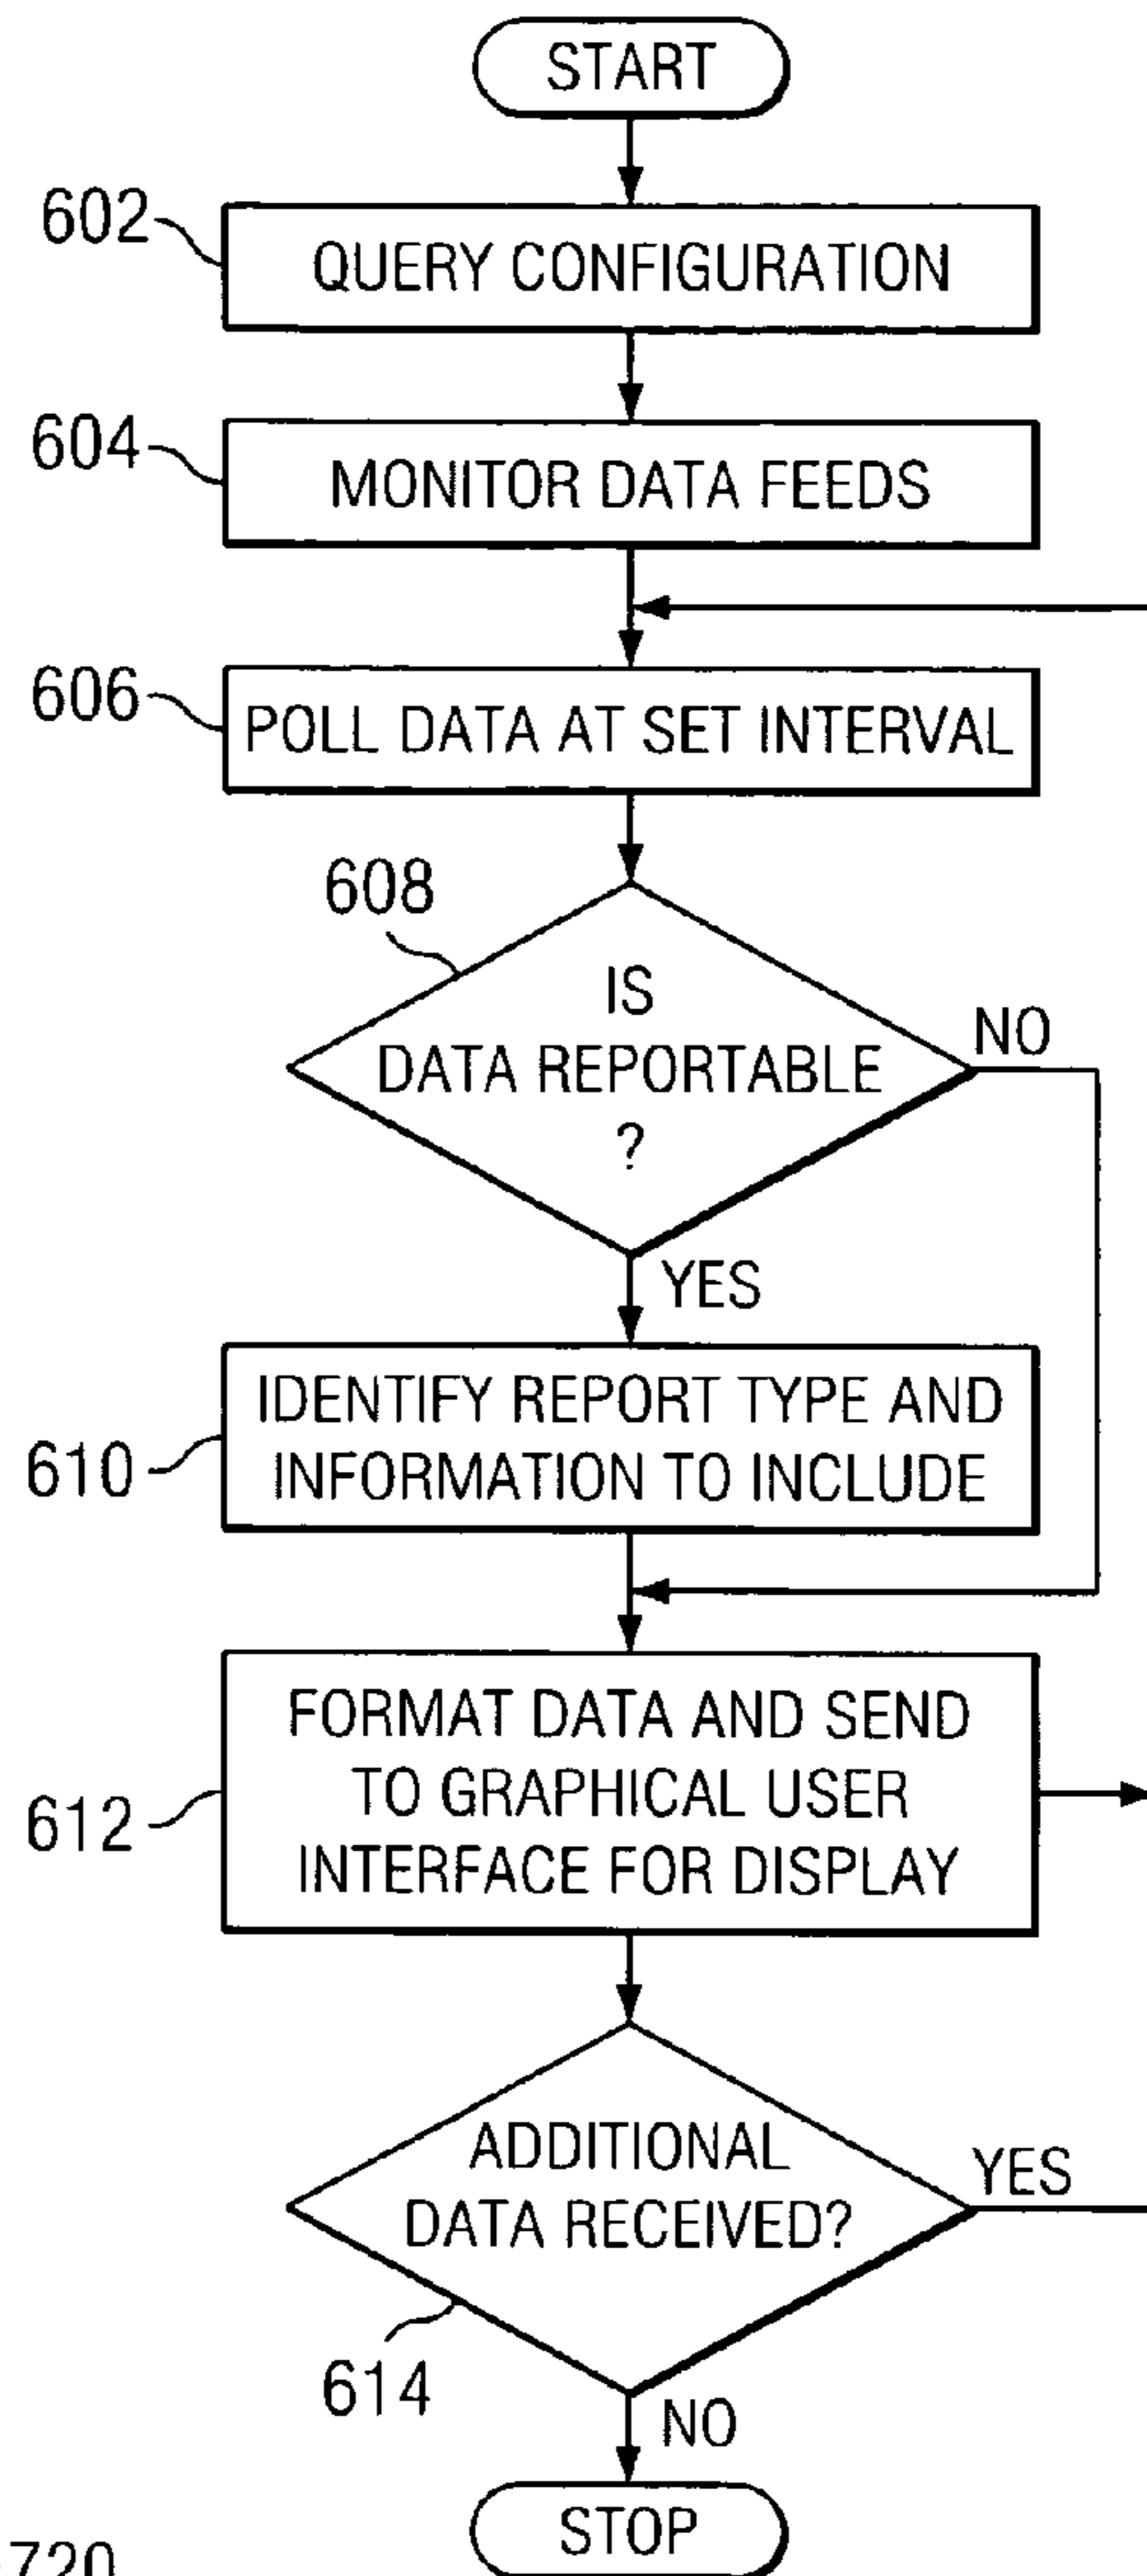 START
602
QUERY CONFIGURATION
604
MONITOR DATA FEEDS
606
POLL DATA AT SET INTERVAL
608
IS
DATA REPORTABLE
?
NO
YES
610
IDENTIFY REPORT TYPE AND
INFORMATION TO INCLUDE
612
FORMAT DATA AND SEND
TO GRAPHICAL USER
INTERFACE FOR DISPLAY
ADDITIONAL
DATA RECEIVED?
YES
614
NO
STOP
720